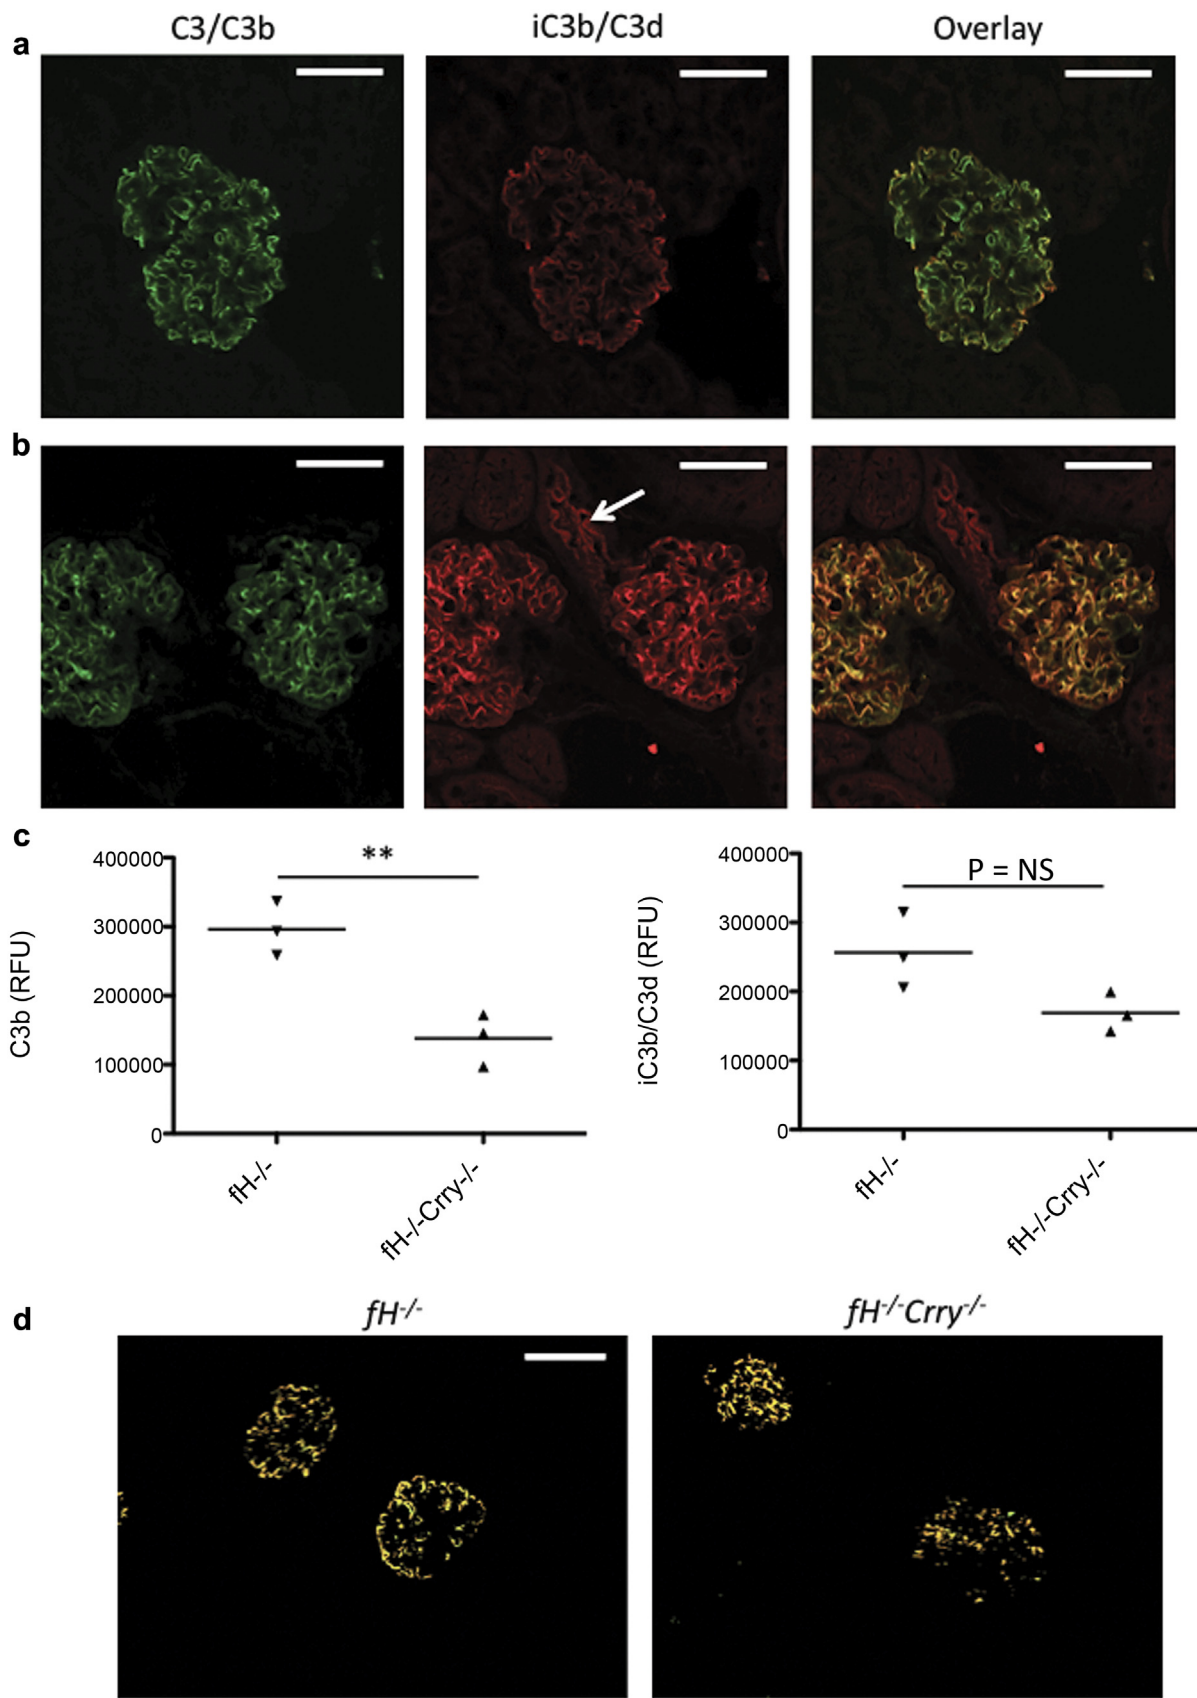 C3/C3b iC3b/C3d Overlay
a
b
c
400000
300000
200000
100000
0
C3b (RFU)
**
fH-/-
fH-/-Crry-/-
400000
300000
200000
100000
0
iC3b/C3d (RFU)
P = NS
fH-/-
fH-/-Crry-/-
d
fH-/- fH-/-Crry-/-